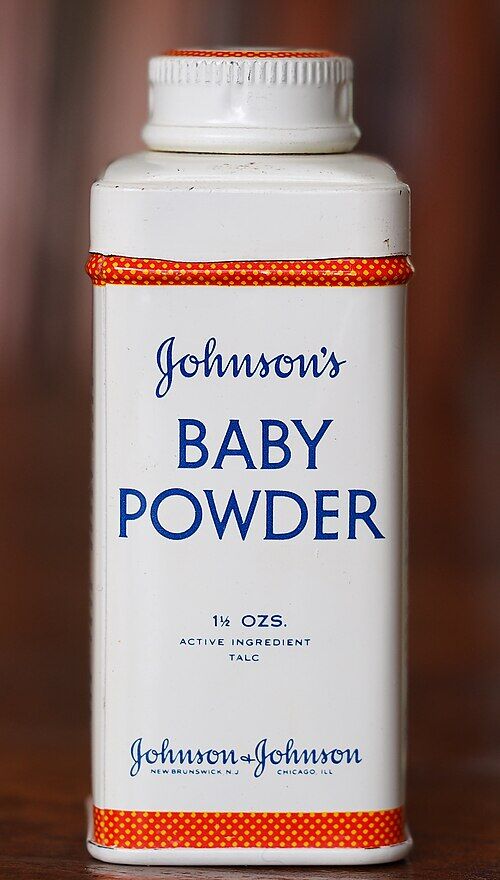 Johnson's
BABY
POWDER
1½ OZS.
ACTIVE INGREDIENT
TALC
Johnson & Johnson
NEW BRUNSWICK N.J CHICAGO, ILL